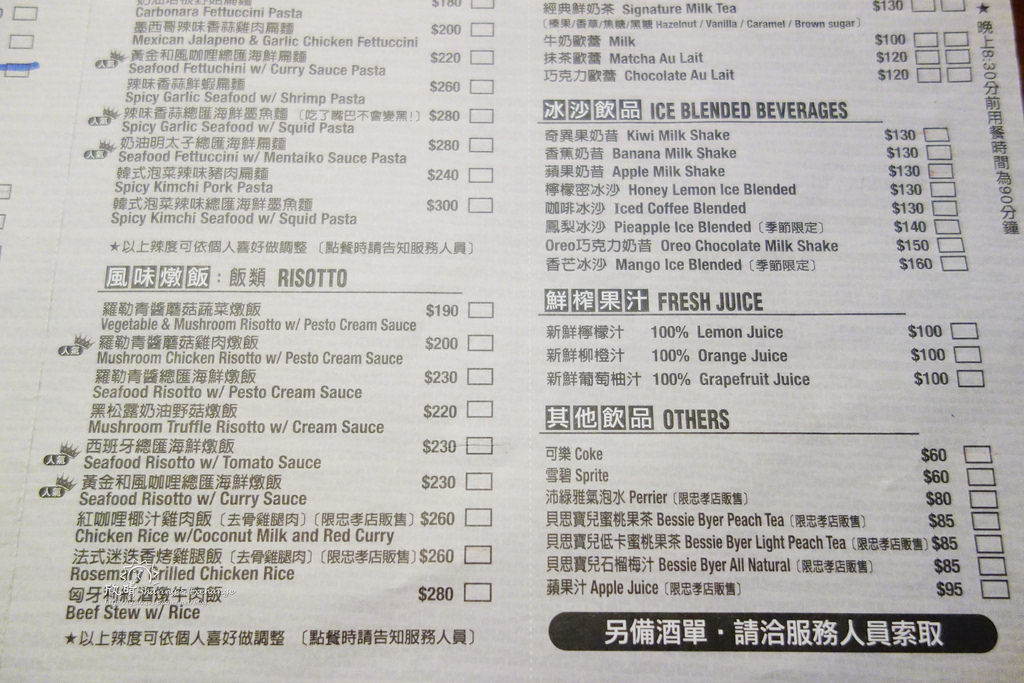 Carbonara Fettuccini Pasta $180
墨西哥辣味香蒜雞肉扁麵
Mexican Jalapeno & Garlic Chicken Fettuccini $200
人氣 黃金和風咖哩總匯海鮮扁麵
Seafood Fettuchini w/ Curry Sauce Pasta $220
辣味香蒜鮮蝦扁麵
Spicy Garlic Seafood w/ Shrimp Pasta $260
人氣 辣味香蒜總匯海鮮墨魚麵〔吃了嘴巴不會變黑!〕$280
Spicy Garlic Seafood w/ Squid Pasta
人氣 奶油明太子總匯海鮮扁麵
Seafood Fettuccini w/ Mentaiko Sauce Pasta $280
韓式泡菜辣味豬肉扁麵
Spicy Kimchi Pork Pasta $240
韓式泡菜辣味總匯海鮮墨魚麵
Spicy Kimchi Seafood w/ Squid Pasta $300
★以上辣度可依個人喜好做調整〔點餐時請告知服務人員〕
風味燉飯：飯類 RISOTTO
羅勒青醬蘑菇蔬菜燉飯 $190
Vegetable & Mushroom Risotto w/ Pesto Cream Sauce
人氣 羅勒青醬蘑菇雞肉燉飯 $200
Mushroom Chicken Risotto w/ Pesto Cream Sauce
羅勒青醬總匯海鮮燉飯 $230
Seafood Risotto w/ Pesto Cream Sauce
黑松露奶油野菇燉飯 $220
Mushroom Truffle Risotto w/ Cream Sauce
人氣 西班牙總匯海鮮燉飯 $230
Seafood Risotto w/ Tomato Sauce
人氣 黃金和風咖哩總匯海鮮燉飯 $230
Seafood Risotto w/ Curry Sauce
紅咖哩椰汁雞肉飯〔去骨雞腿肉〕〔限忠孝店販售〕$260
Chicken Rice w/Coconut Milk and Red Curry
法式迷迭香烤雞腿飯〔去骨雞腿肉〕〔限忠孝店販售〕$260
Rosemary Grilled Chicken Rice
匈牙利紅酒燉牛肉飯 $280
Beef Stew w/ Rice
★以上辣度可依個人喜好做調整〔點餐時請告知服務人員〕
經典鮮奶茶 Signature Milk Tea $130
〔榛果/香草/焦糖/黑糖 Hazelnut / Vanilla / Caramel / Brown sugar〕
牛奶歐蕾 Milk $100
抹茶歐蕾 Matcha Au Lait $120
巧克力歐蕾 Chocolate Au Lait $120
冰沙飲品 ICE BLENDED BEVERAGES
奇異果奶昔 Kiwi Milk Shake $130
香蕉奶昔 Banana Milk Shake $130
蘋果奶昔 Apple Milk Shake $130
檸檬密冰沙 Honey Lemon Ice Blended $130
咖啡冰沙 Iced Coffee Blended $130
鳳梨冰沙 Pieapple Ice Blended〔季節限定〕 $140
Oreo巧克力奶昔 Oreo Chocolate Milk Shake $150
香芒冰沙 Mango Ice Blended〔季節限定〕 $160
鮮榨果汁 FRESH JUICE
新鮮檸檬汁 100% Lemon Juice $100
新鮮柳橙汁 100% Orange Juice $100
新鮮葡萄柚汁 100% Grapefruit Juice $100
其他飲品 OTHERS
可樂 Coke $60
雪碧 Sprite $60
沛綠雅氣泡水 Perrier〔限忠孝店販售〕 $80
貝思寶兒蜜桃果茶 Bessie Byer Peach Tea〔限忠孝店販售〕 $85
貝思寶兒低卡蜜桃果茶 Bessie Byer Light Peach Tea〔限忠孝店販售〕$85
貝思寶兒石榴梅汁 Bessie Byer All Natural〔限忠孝店販售〕 $85
蘋果汁 Apple Juice〔限忠孝店販售〕 $95
另備酒單・請洽服務人員索取
★晚上8:30分前用餐時間為90分鐘